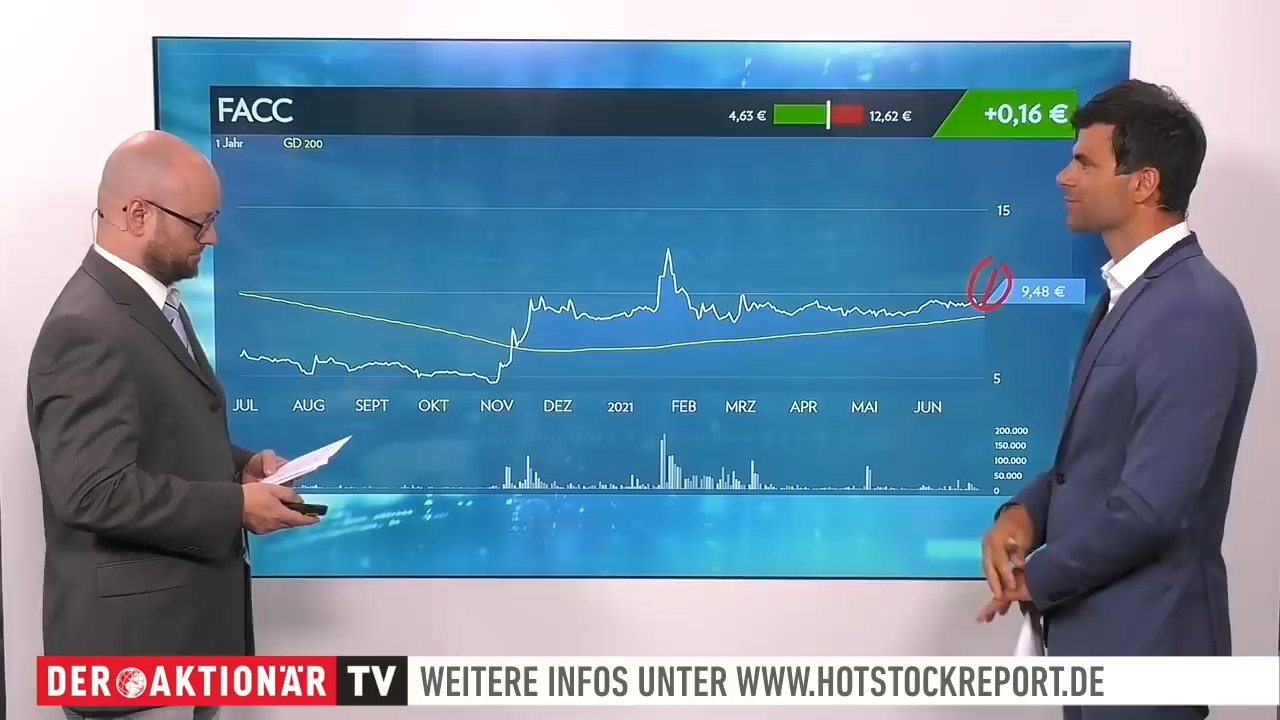 FACC
4,63 €
12,62 €
+0,16 €
1 Jahr
GD 200
15
9,48 €
5
JUL AUG SEPT OKT NOV DEZ 2021 FEB MRZ APR MAI JUN
200.000
150.000
100.000
50.000
0
DER AKTIONÄR TV
WEITERE INFOS UNTER WWW.HOTSTOCKREPORT.DE